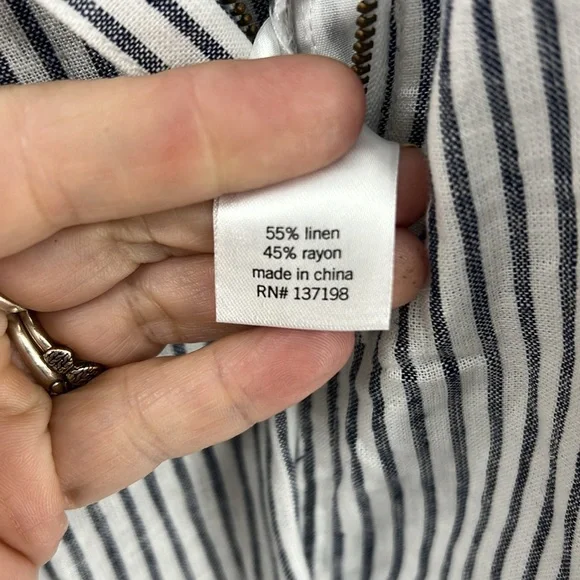 55% linen
45% rayon
made in china
RN# 137198